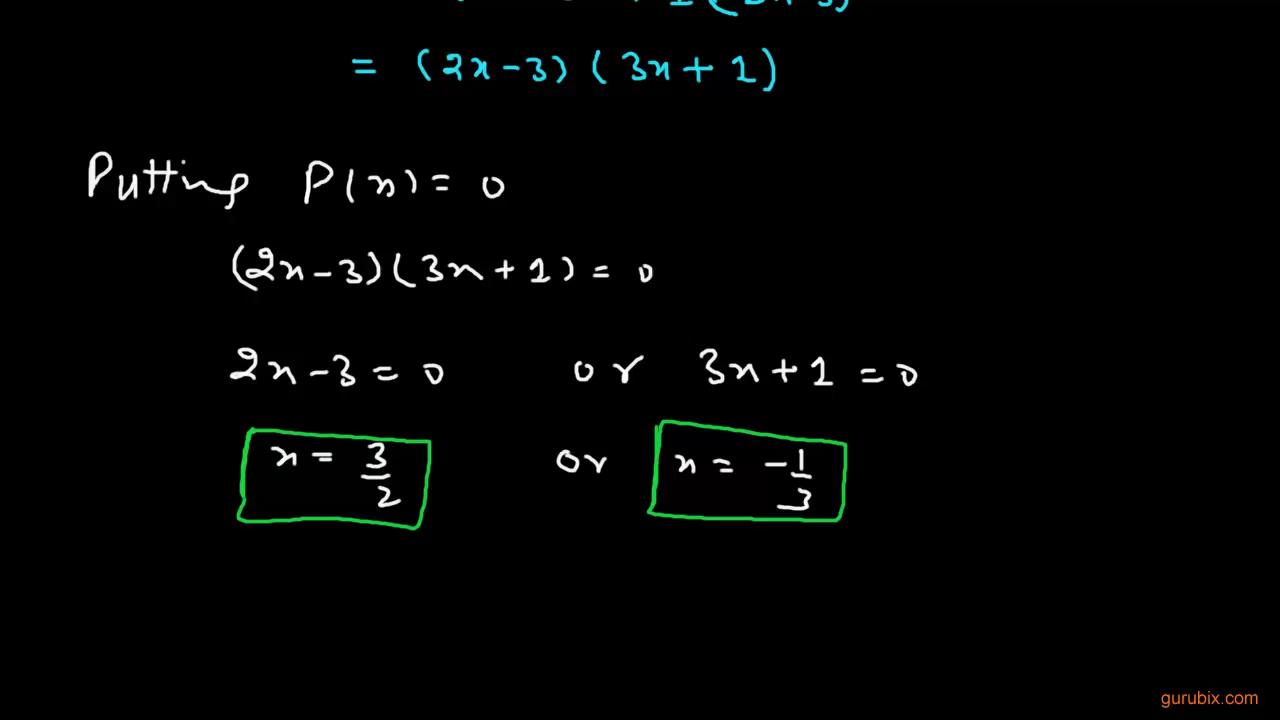 = (2x-3) (3x+1)
Putting P(x) = 0
(2x-3)(3x+1) = 0
2x-3 = 0 or 3x+1 = 0
x = 3/2 or x = -1/3
gurubix.com